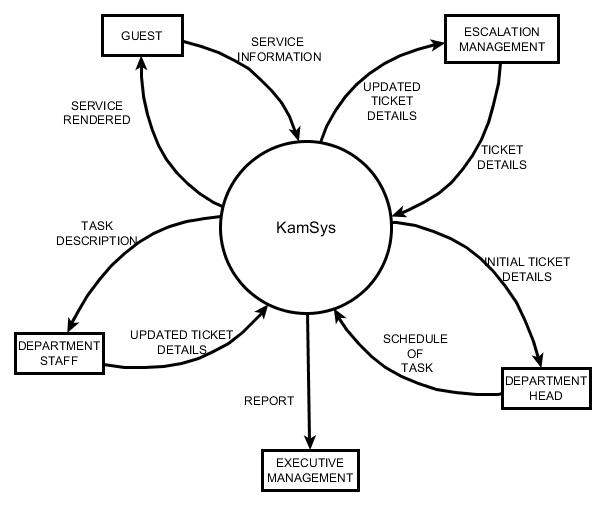 GUEST
SERVICE
INFORMATION
ESCALATION
MANAGEMENT
UPDATED
TICKET
DETAILS
SERVICE
RENDERED
TICKET
DETAILS
KamSys
TASK
DESCRIPTION
INITIAL TICKET
DETAILS
DEPARTMENT
STAFF
UPDATED TICKET
DETAILS
SCHEDULE
OF
TASK
DEPARTMENT
HEAD
REPORT
EXECUTIVE
MANAGEMENT